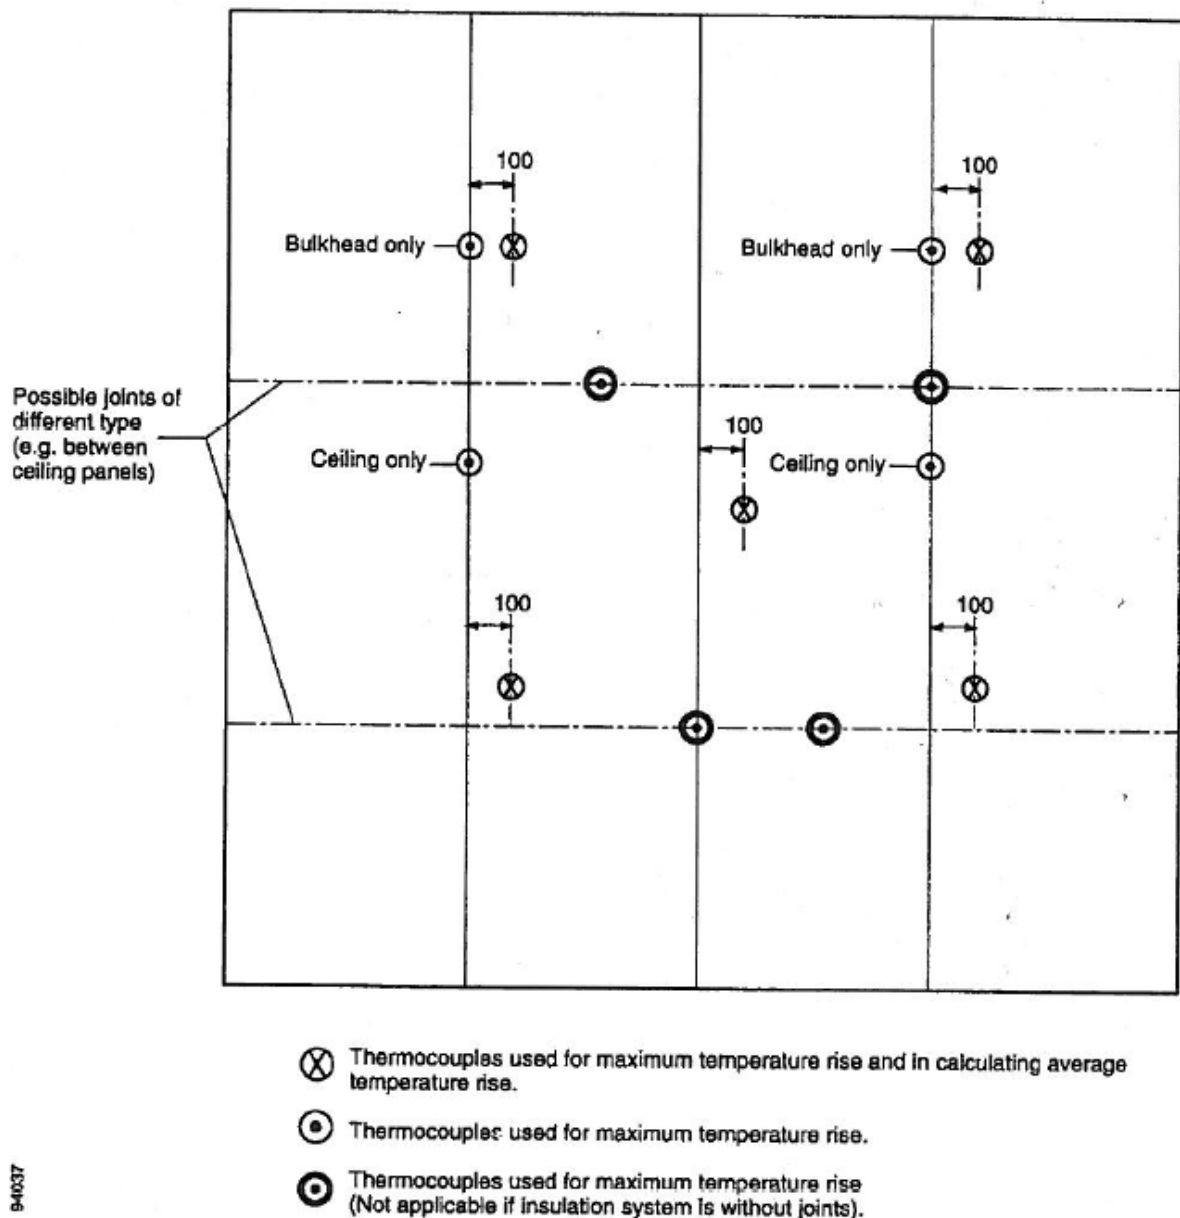 100
100
Bulkhead only
Bulkhead only
Possible joints of
different type
(e.g. between
ceiling panels)
100
Ceiling only
Ceiling only
100
100
Thermocouples used for maximum temperature rise and in calculating average
temperature rise.
Thermocouples used for maximum temperature rise.
Thermocouples used for maximum temperature rise
(Not applicable if insulation system is without joints).
94037